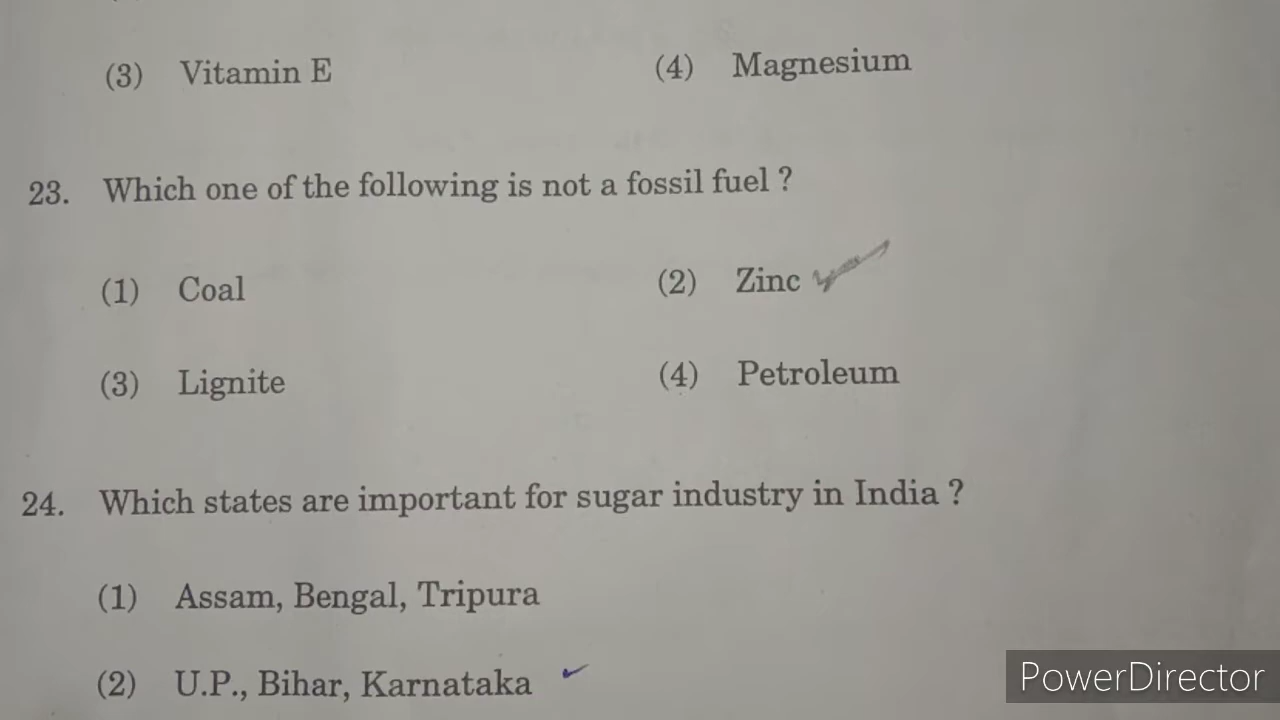 (3) Vitamin E (4) Magnesium
23. Which one of the following is not a fossil fuel ?
(1) Coal (2) Zinc
(3) Lignite (4) Petroleum
24. Which states are important for sugar industry in India ?
(1) Assam, Bengal, Tripura
(2) U.P., Bihar, Karnataka
PowerDirector